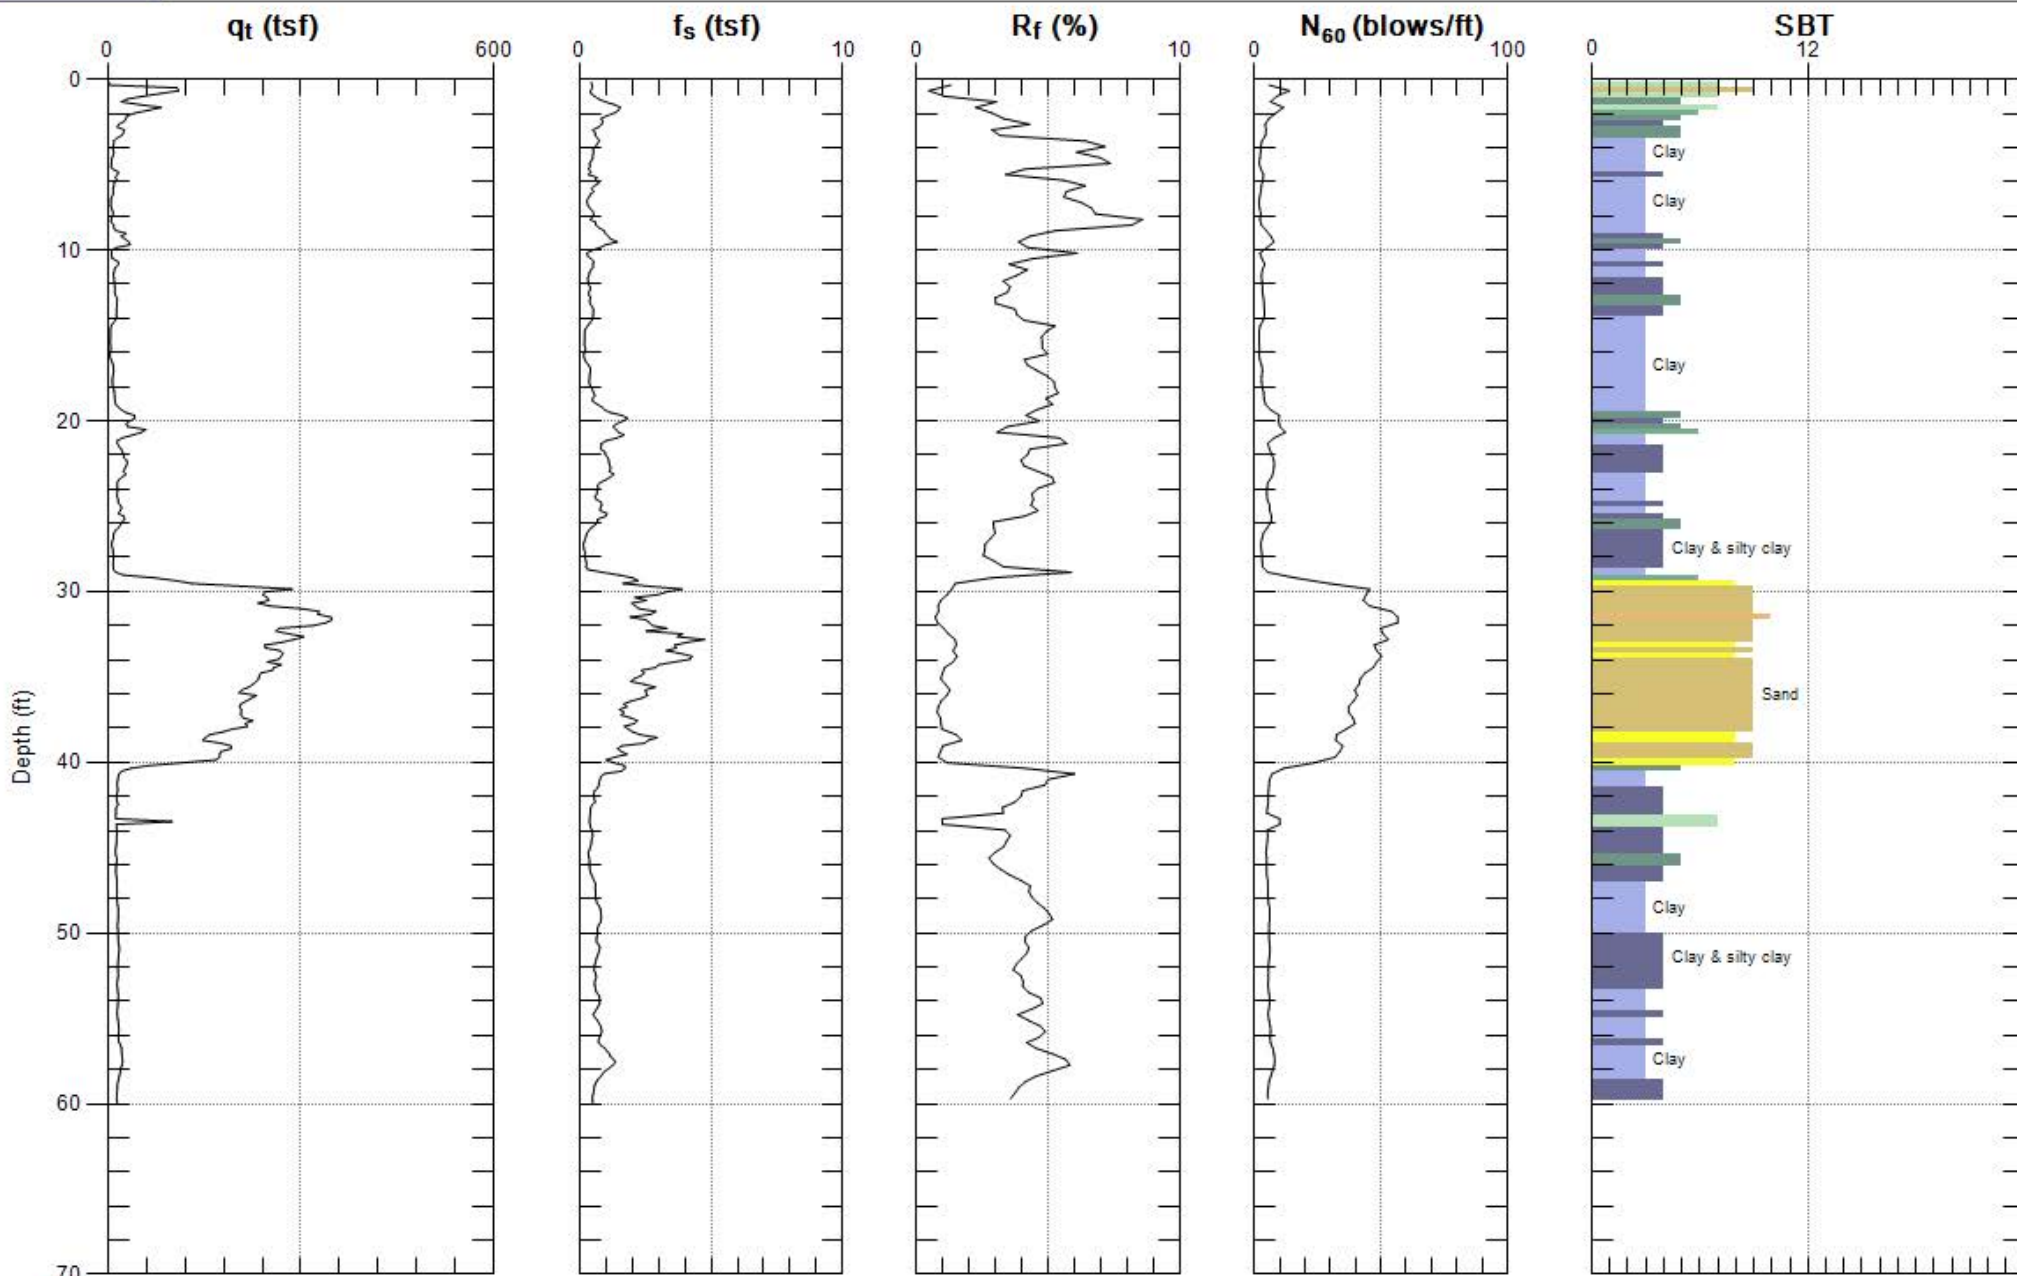 qt (tsf)
fs (tsf)
Rf (%)
N60 (blows/ft)
SBT
0 600
0 10
0 10
0 100
0 12
0
Clay
Clay
10
Clay
20
Clay & silty clay
30
Sand
Depth (ft)
40
Clay
50
Clay & silty clay
Clay
60
70